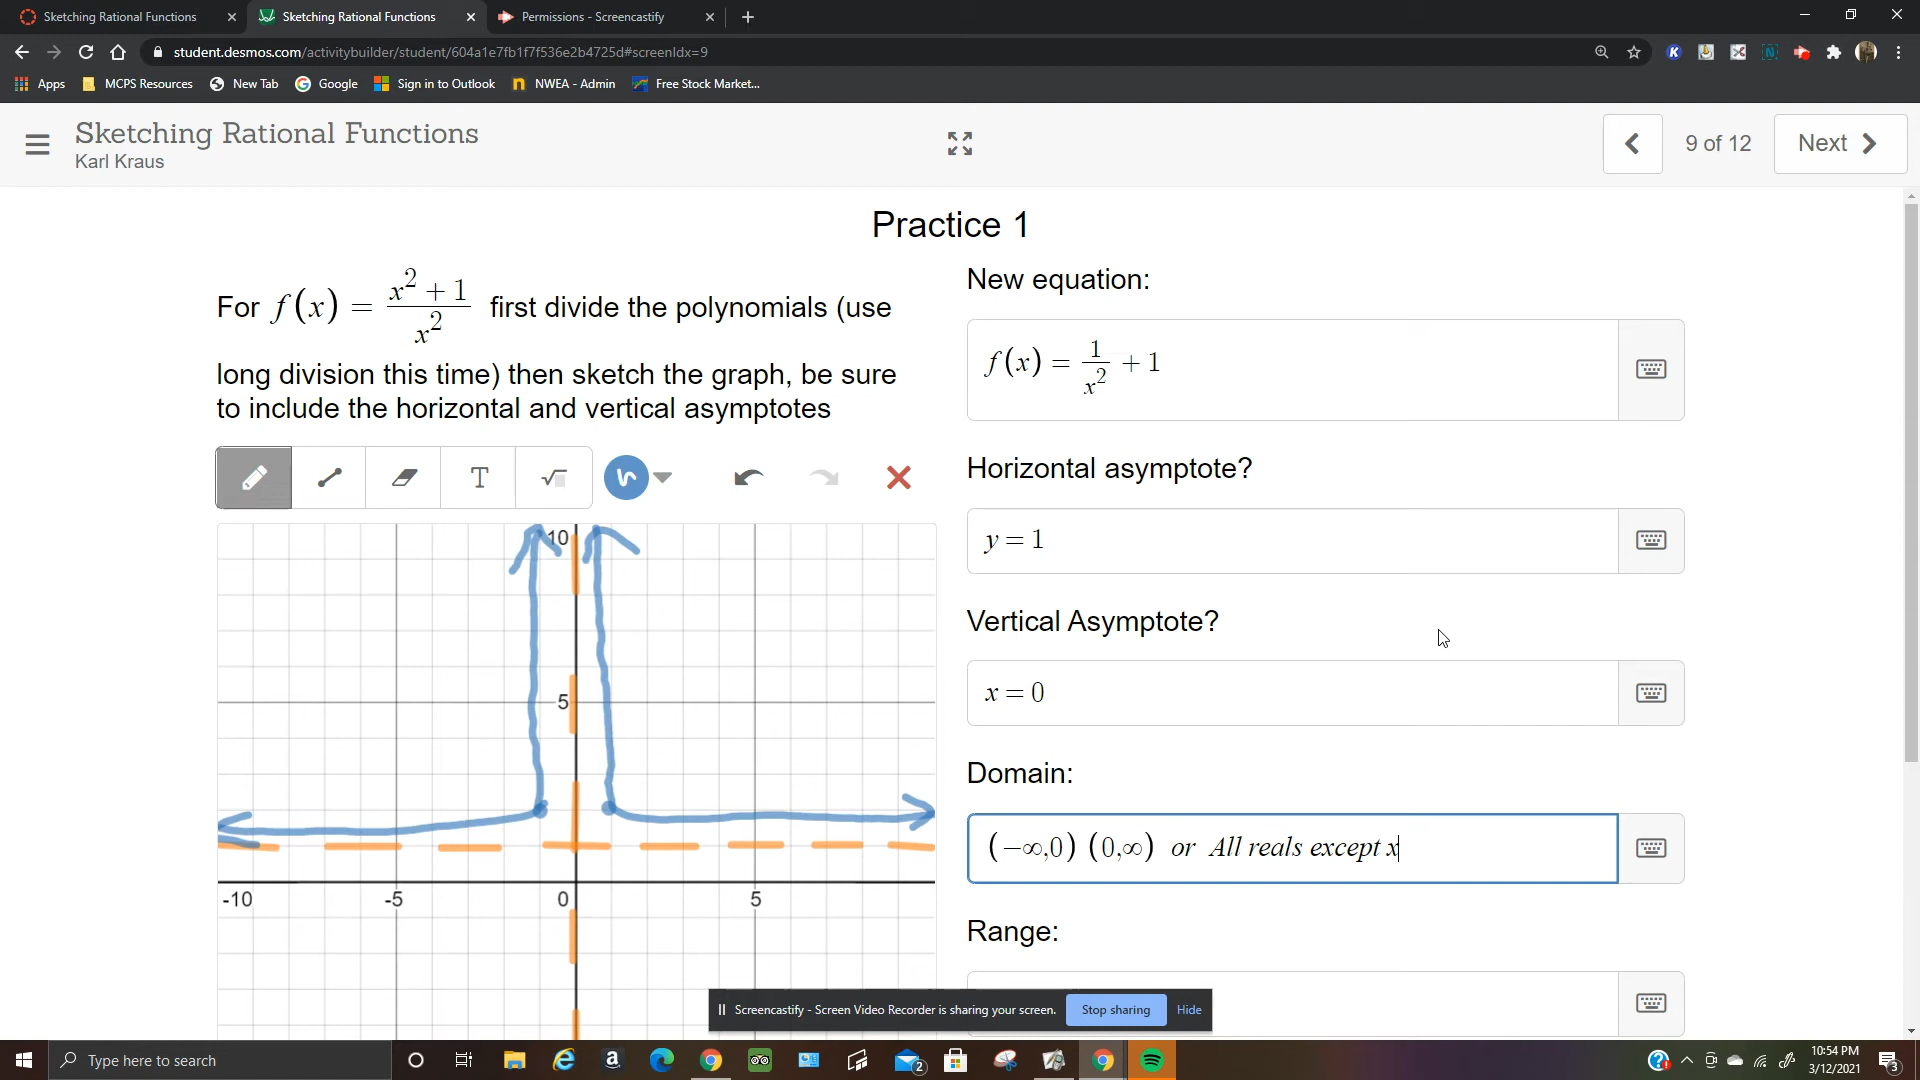 Sketching Rational Functions
Sketching Rational Functions
Permissions - Screencastify
student.desmos.com/activitybuilder/student/604a1e7fb1f7f536e2b4725d#screenIdx=9
Apps
MCPS Resources
New Tab
Google
Sign in to Outlook
NWEA - Admin
Free Stock Market...
Sketching Rational Functions
Karl Kraus
9 of 12
Next
Practice 1
For f(x) = (x^2 + 1)/x^2 first divide the polynomials (use
long division this time) then sketch the graph, be sure
to include the horizontal and vertical asymptotes
T
√
10
5
-10
-5
0
5
New equation:
f(x) = 1/x^2 + 1
Horizontal asymptote?
y = 1
Vertical Asymptote?
x = 0
Domain:
(−∞,0) (0,∞) or All reals except x
Range:
Screencastify - Screen Video Recorder is sharing your screen.
Stop sharing
Hide
Type here to search
2
10:54 PM
3/12/2021
3